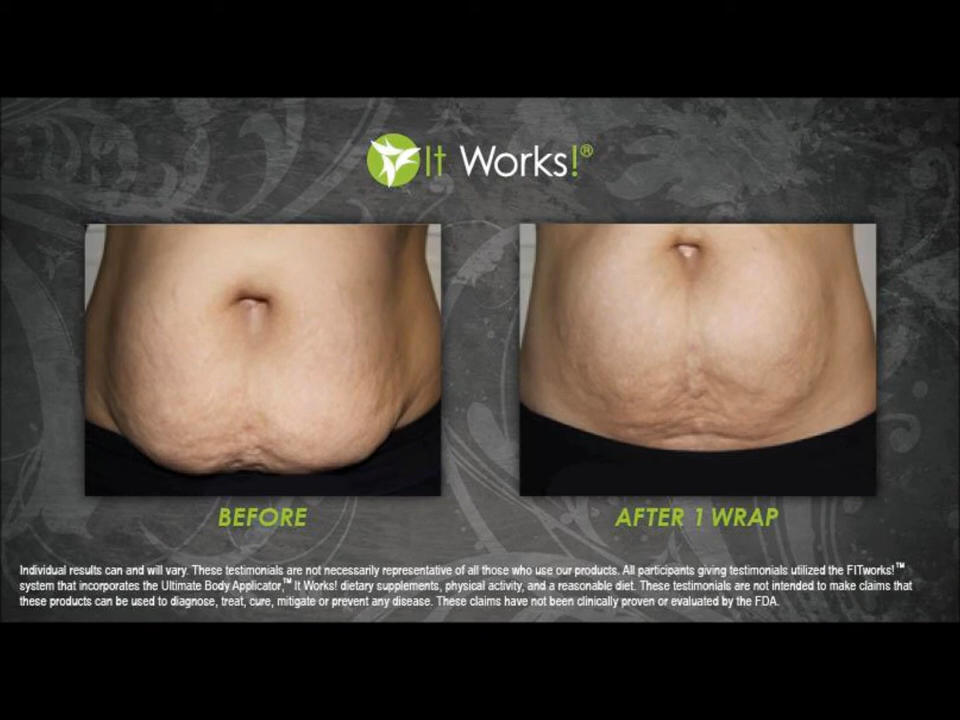 It Works!®
BEFORE
AFTER 1 WRAP
Individual results can and will vary. These testimonials are not necessarily representative of all those who use our products. All participants giving testimonials utilized the FITworks!™
system that incorporates the Ultimate Body Applicator,™ It Works! dietary supplements, physical activity, and a reasonable diet. These testimonials are not intended to make claims that
these products can be used to diagnose, treat, cure, mitigate or prevent any disease. These claims have not been clinically proven or evaluated by the FDA.